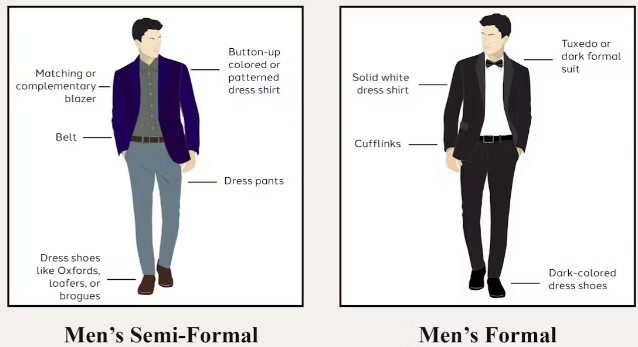 Matching or
complementary
blazer
Button-up
colored or
patterned
dress shirt
Belt
Dress pants
Dress shoes
like Oxfords,
loafers, or
brogues
Men's Semi-Formal
Tuxedo or
dark formal
suit
Solid white
dress shirt
Cufflinks
Dark-colored
dress shoes
Men's Formal